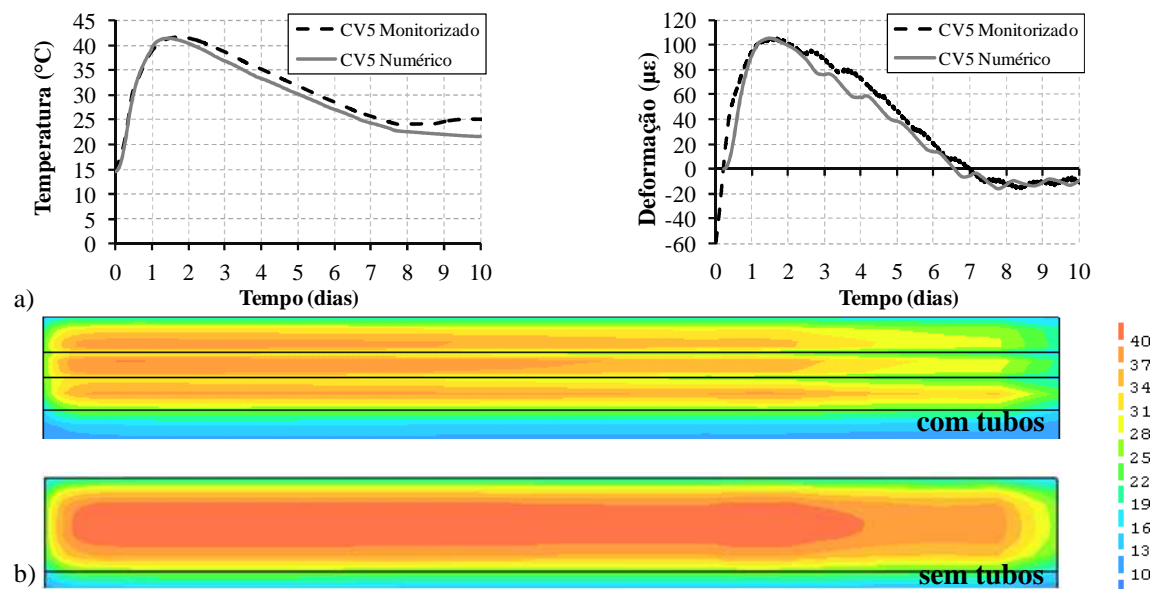 45
40
35
30
25
20
15
10
5
0
Temperatura (°C)
CV5 Monitorizado
CV5 Numérico
0 1 2 3 4 5 6 7 8 9 10
Tempo (dias)
120
100
80
60
40
20
0
-20
-40
-60
Deformação (µε)
CV5 Monitorizado
CV5 Numérico
0 1 2 3 4 5 6 7 8 9 10
Tempo (dias)
a)
com tubos
40
37
34
31
28
25
22
19
16
13
10
b)
sem tubos